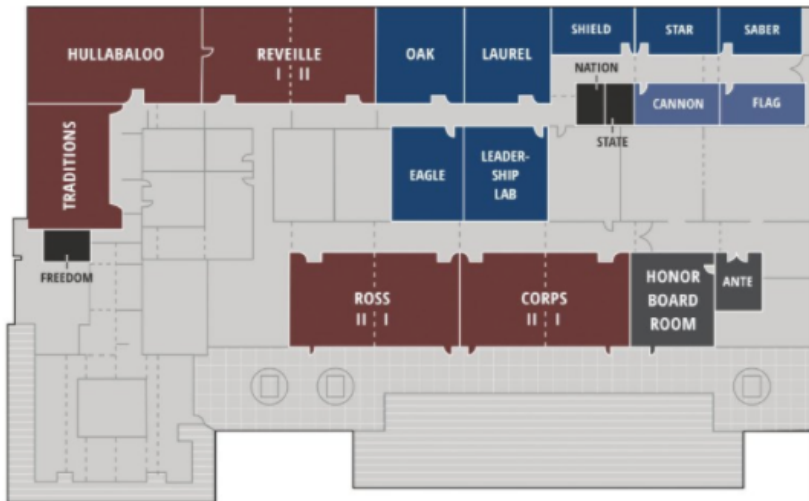 HULLABALOO
REVEILLE
I II
OAK
LAUREL
SHIELD
STAR
SABER
NATION
CANNON
FLAG
STATE
TRADITIONS
EAGLE
LEADER-
SHIP
LAB
FREEDOM
ROSS
II I
CORPS
II I
HONOR
BOARD
ROOM
ANTE